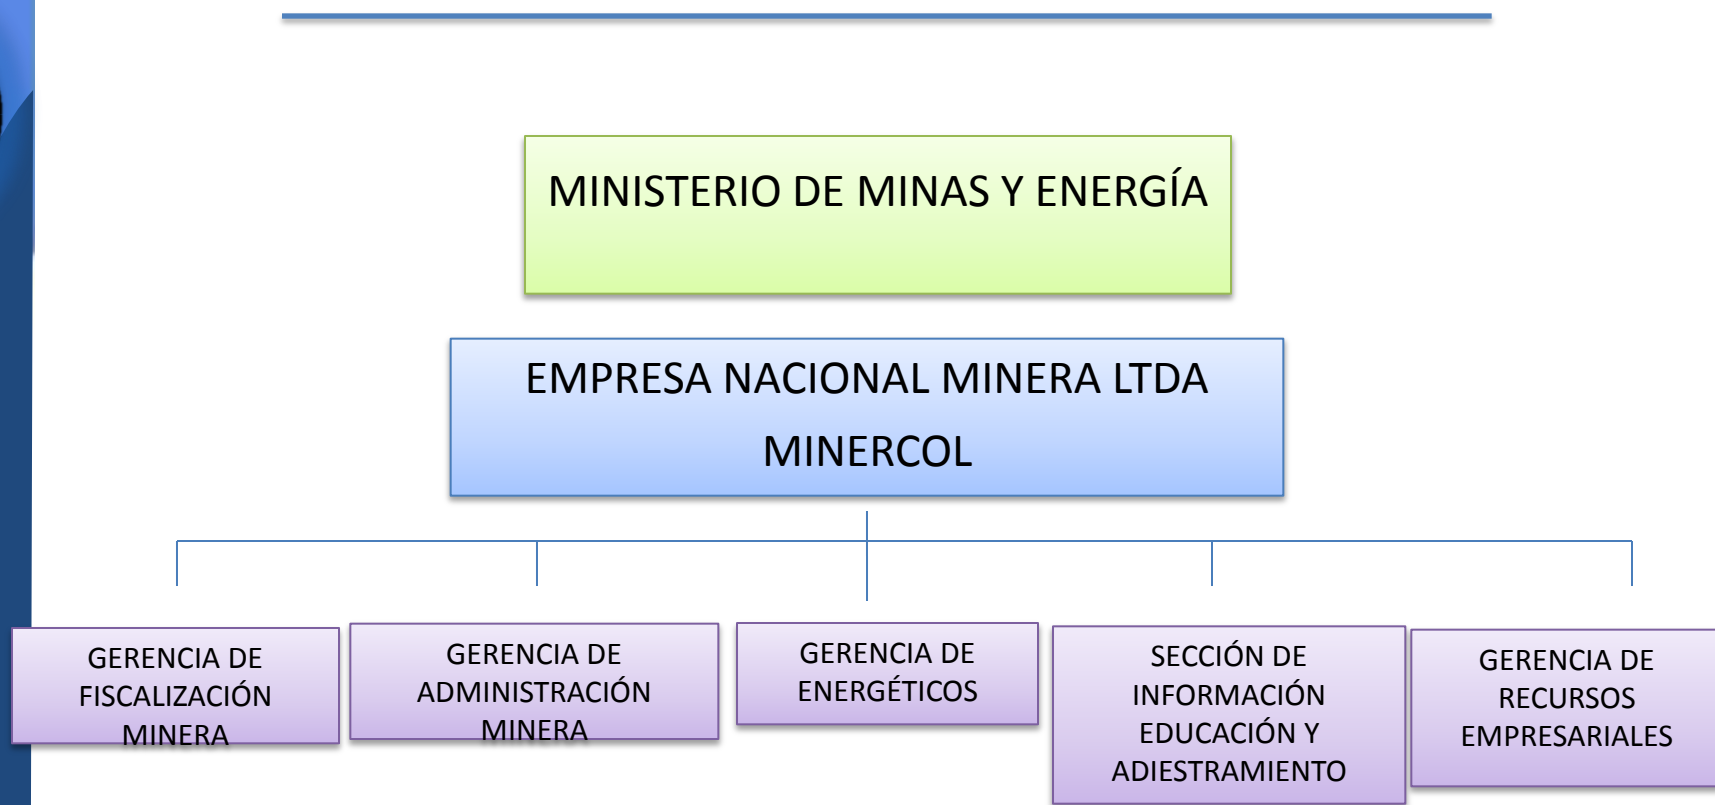 MINISTERIO DE MINAS Y ENERGÍA
EMPRESA NACIONAL MINERA LTDA
MINERCOL
GERENCIA DE
FISCALIZACIÓN
MINERA
GERENCIA DE
ADMINISTRACIÓN
MINERA
GERENCIA DE
ENERGÉTICOS
SECCIÓN DE
INFORMACIÓN
EDUCACIÓN Y
ADIESTRAMIENTO
GERENCIA DE
RECURSOS
EMPRESARIALES